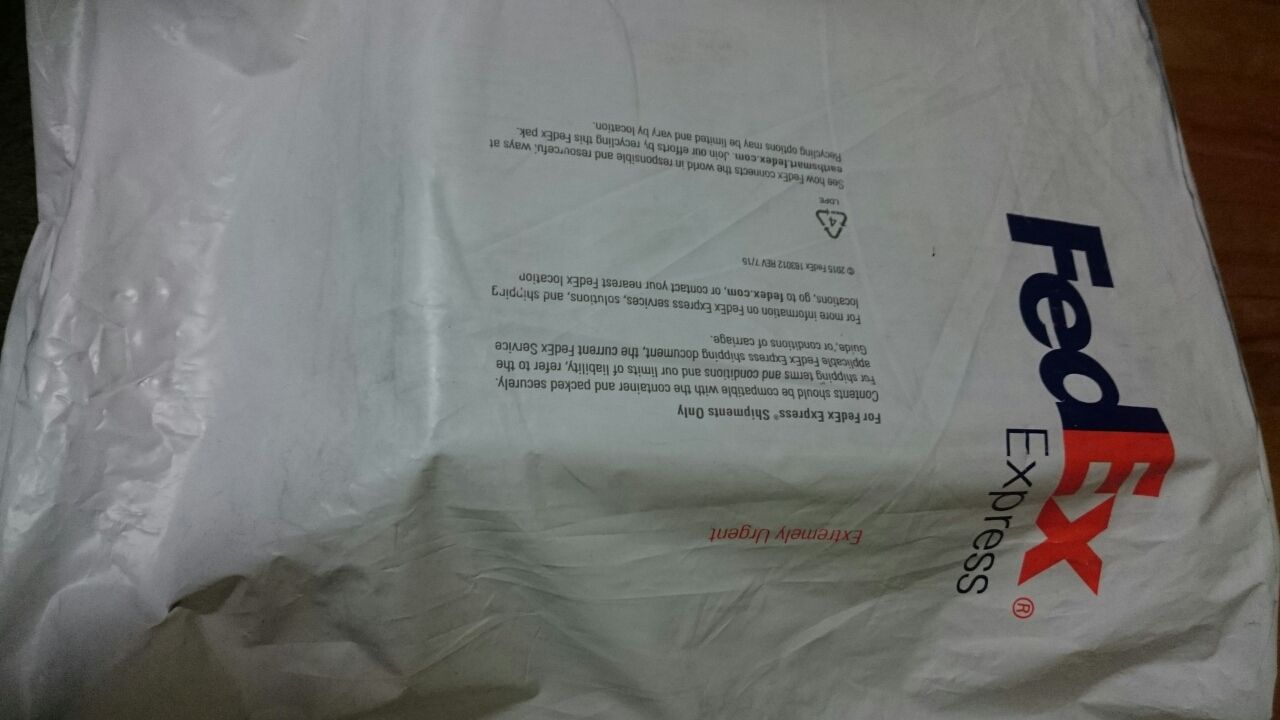 FedEx®
Express
Extremely Urgent
For FedEx Express® Shipments Only
Contents should be compatible with the container and packed securely.
For shipping terms and conditions and our limits of liability, refer to the
applicable FedEx Express shipping document, the current FedEx Service
Guide, or conditions of carriage.
For more information on FedEx Express services, solutions, and shipping
locations, go to fedex.com, or contact your nearest FedEx location
© 2015 FedEx 163012 REV 7/15
4
LDPE
See how FedEx connects the world in responsible and resourceful ways at
earthsmart.fedex.com. Join our efforts by recycling this FedEx pak.
Recycling options may be limited and vary by location.